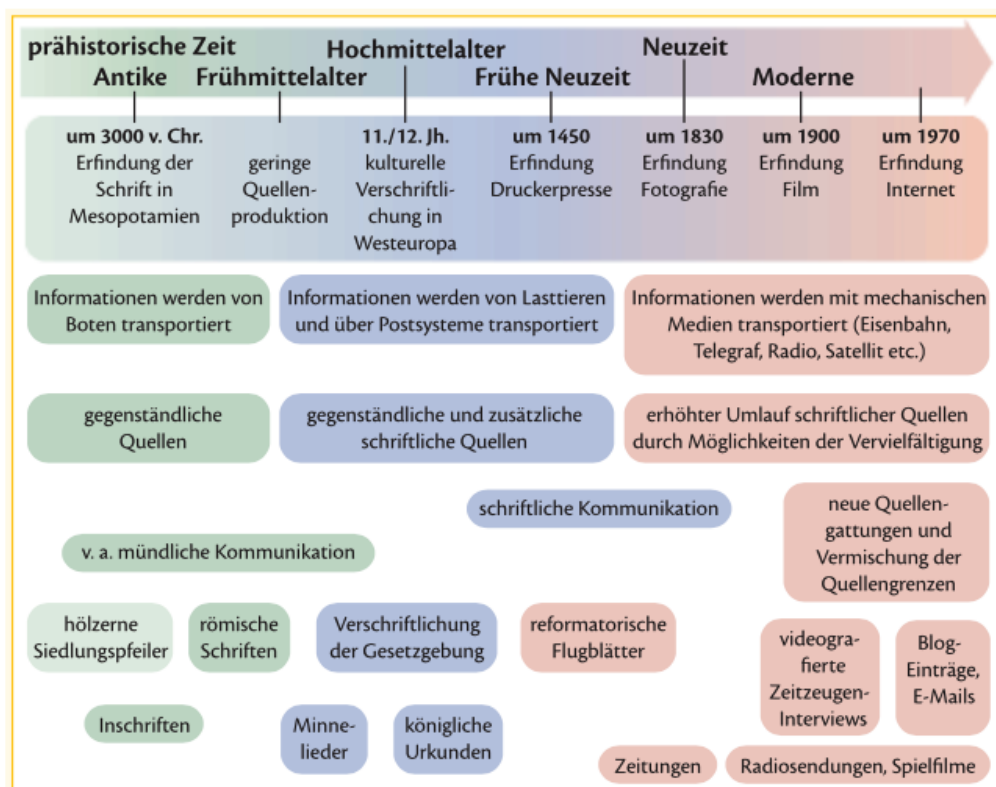 prähistorische Zeit
Antike
Frühmittelalter
Hochmittelalter
Frühe Neuzeit
Neuzeit
Moderne
um 3000 v. Chr.
Erfindung der
Schrift in
Mesopotamien
geringe
Quellen-
produktion
11./12. Jh.
kulturelle
Verschriftli-
chung in
Westeuropa
um 1450
Erfindung
Druckerpresse
um 1830
Erfindung
Fotografie
um 1900
Erfindung
Film
um 1970
Erfindung
Internet
Informationen werden von
Boten transportiert
Informationen werden von Lasttieren
und über Postsysteme transportiert
Informationen werden mit mechanischen
Medien transportiert (Eisenbahn,
Telegraf, Radio, Satellit etc.)
gegenständliche
Quellen
gegenständliche und zusätzliche
schriftliche Quellen
erhöhter Umlauf schriftlicher Quellen
durch Möglichkeiten der Vervielfältigung
schriftliche Kommunikation
neue Quellen-
gattungen und
Vermischung der
Quellengrenzen
v. a. mündliche Kommunikation
hölzerne
Siedlungspfeiler
römische
Schriften
Verschriftlichung
der Gesetzgebung
reformatorische
Flugblätter
videogra-
fierte
Zeitzeugen-
Interviews
Blog-
Einträge,
E-Mails
Inschriften
Minne-
lieder
königliche
Urkunden
Zeitungen
Radiosendungen, Spielfilme